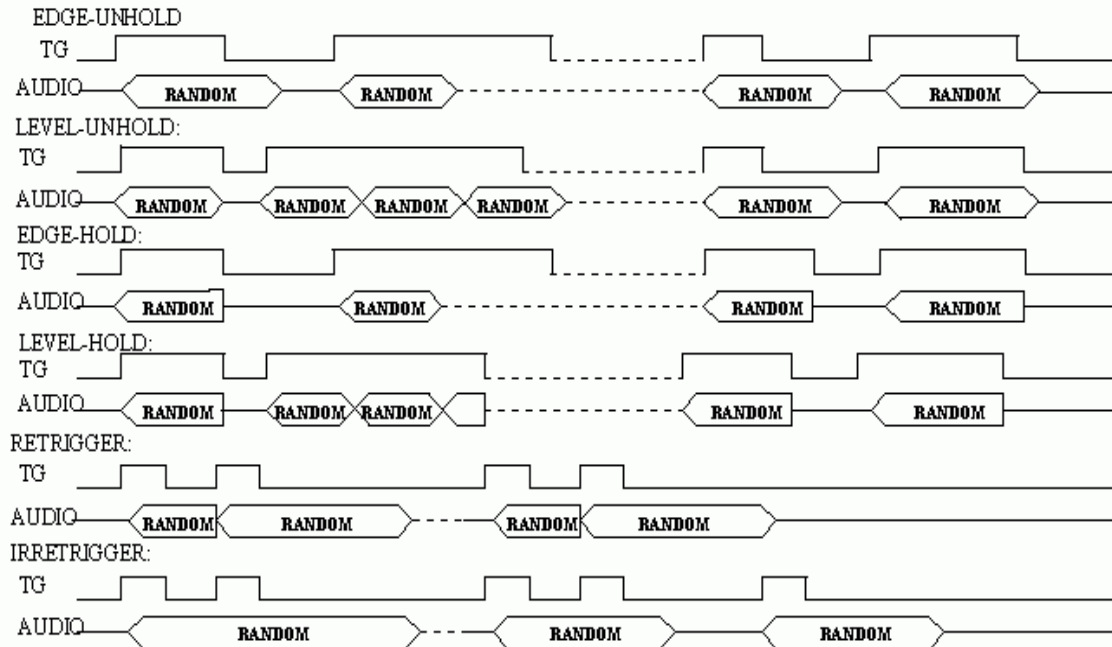 EDGE-UNHOLD
TG
AUDIO RANDOM RANDOM RANDOM RANDOM
LEVEL-UNHOLD:
TG
AUDIO RANDOM RANDOM RANDOM RANDOM RANDOM RANDOM
EDGE-HOLD:
TG
AUDIO RANDOM RANDOM RANDOM RANDOM
LEVEL-HOLD:
TG
AUDIO RANDOM RANDOM RANDOM RANDOM RANDOM
RETRIGGER:
TG
AUDIO RANDOM RANDOM RANDOM RANDOM
IRRETRIGGER:
TG
AUDIO RANDOM RANDOM RANDOM